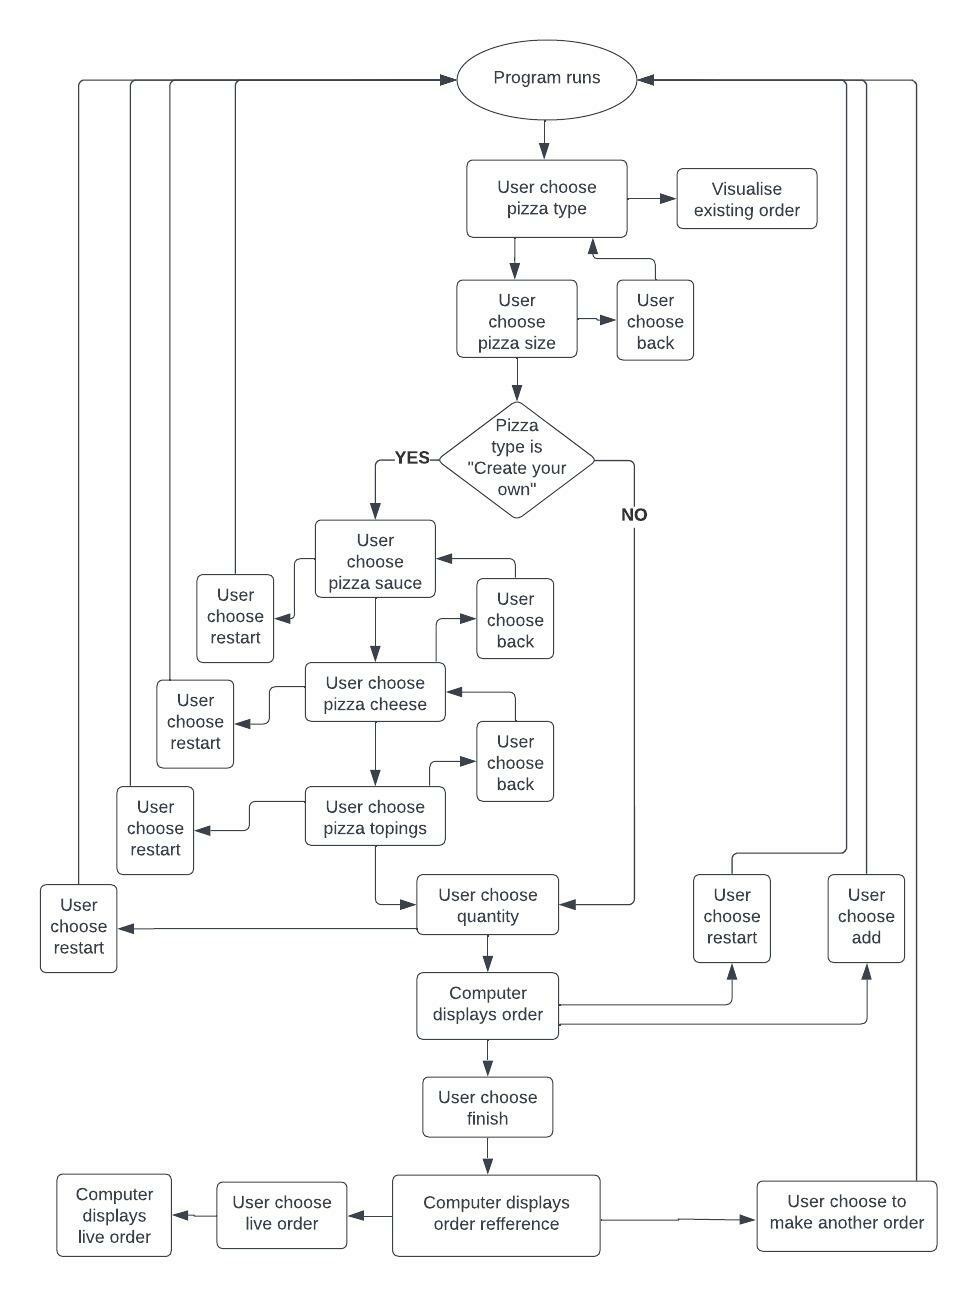 Program runs
User choose
pizza type
Visualise
existing order
User
choose
pizza size
User
choose
back
Pizza
type is
"Create your
own"
YES
NO
User
choose
pizza sauce
User
choose
restart
User
choose
back
User choose
pizza cheese
User
choose
restart
User
choose
back
User choose
pizza topings
User
choose
restart
User choose
quantity
User
choose
restart
User
choose
restart
User
choose
add
Computer
displays order
User choose
finish
Computer displays
order refference
User choose
live order
Computer
displays
live order
User choose to
make another order